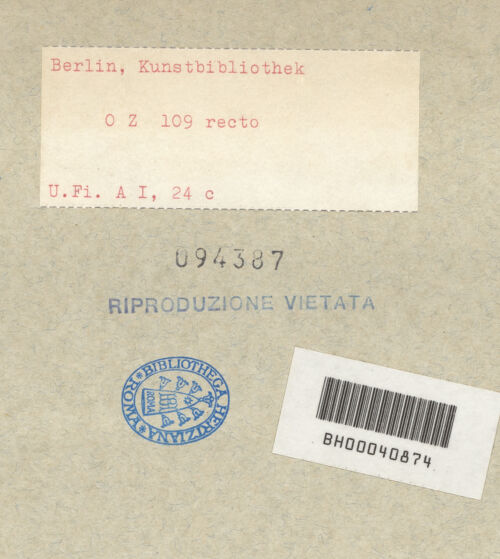 Berlin, Kunstbibliothek
O Z 109 recto
U.Fi. A I, 24 c
094387
RIPRODUZIONE VIETATA
BIBLIOTHECA HERTZIANA
ROMA
BH00040874